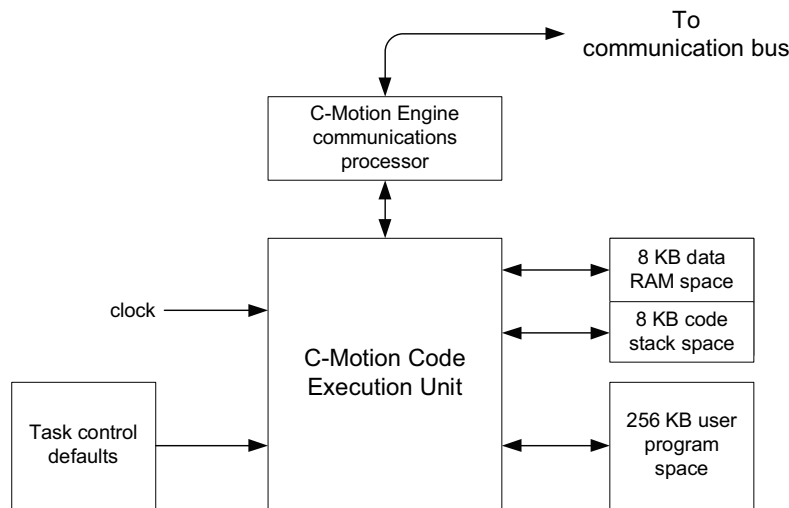 To
communication bus
C-Motion Engine
communications
processor
8 KB data
RAM space
clock
8 KB code
stack space
C-Motion Code
Execution Unit
Task control
defaults
256 KB user
program
space